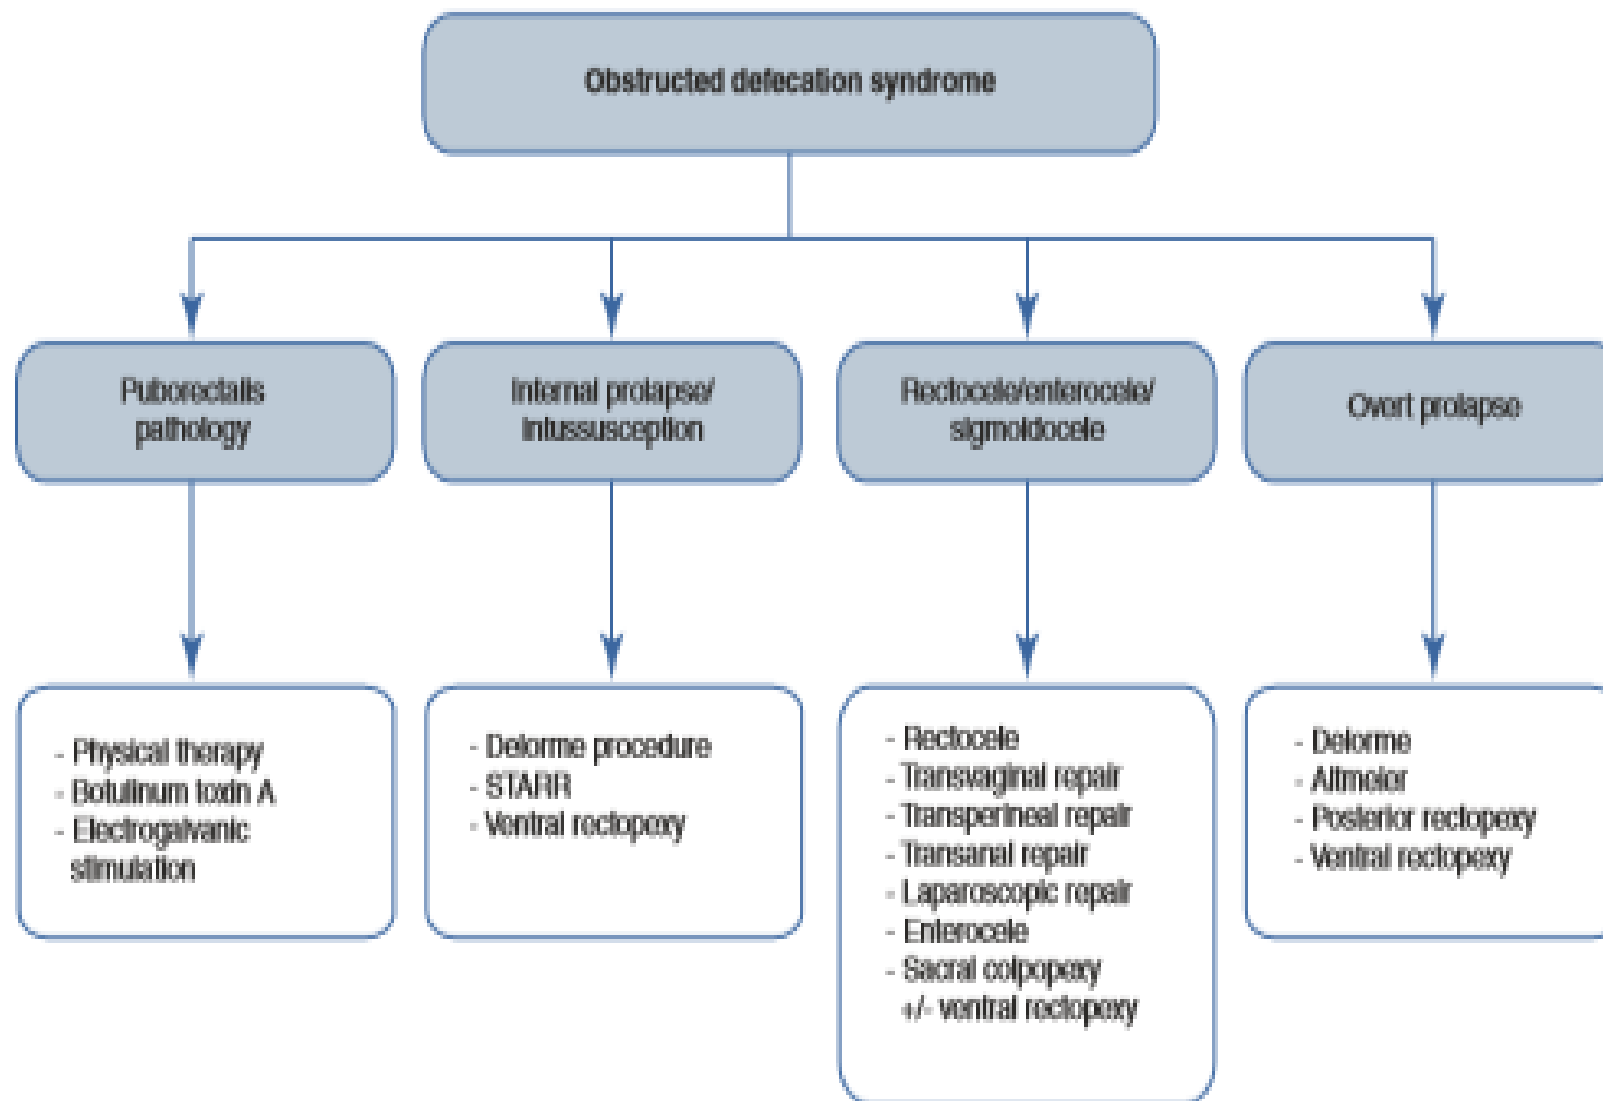 Obstructed defecation syndrome
Puborectalis
pathology
Internal prolapse/
intussusception
Rectocele/enterocele/
sigmoidocele
Overt prolapse
- Physical therapy
- Botulinum toxin A
- Electrogalvanic
stimulation
- Delorme procedure
- STARR
- Ventral rectopexy
- Rectocele
- Transvaginal repair
- Transperineal repair
- Transanal repair
- Laparoscopic repair
- Enterocele
- Sacral colpopexy
+/- ventral rectopexy
- Delorme
- Altmeier
- Posterior rectopexy
- Ventral rectopexy